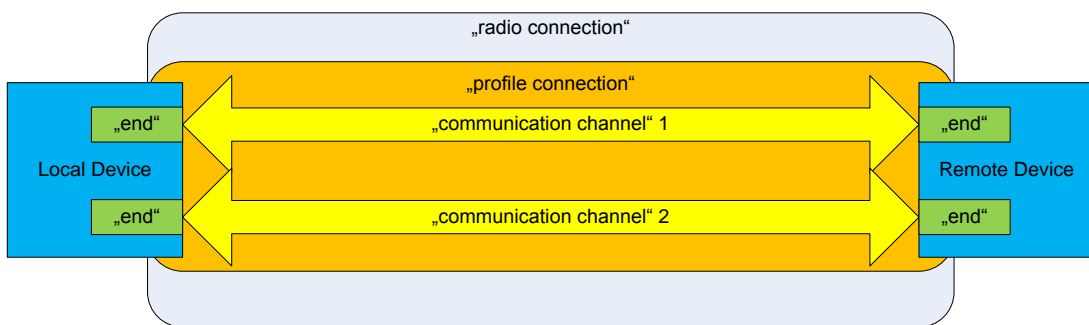 „radio connection“
„profile connection“
„end“
„communication channel“ 1
„end“
Local Device
Remote Device
„end“
„communication channel“ 2
„end“